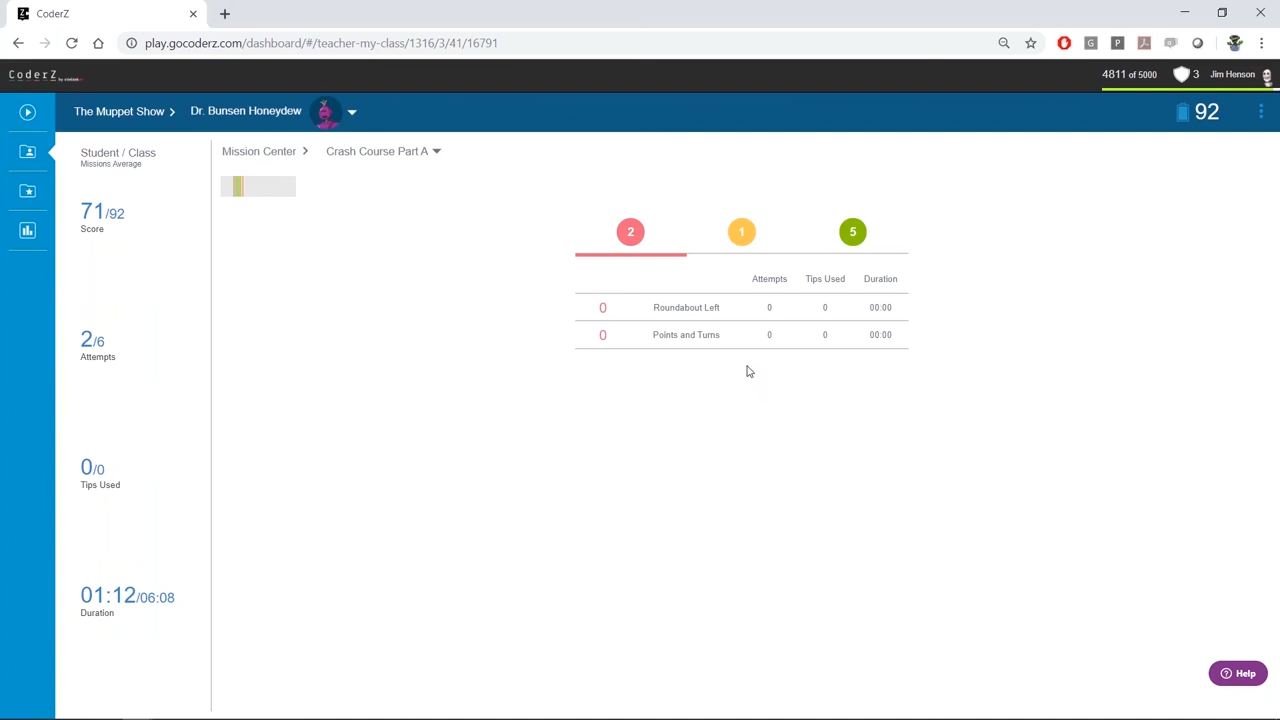 CoderZ
play.gocoderz.com/dashboard/#/teacher-my-class/1316/3/41/16791
CoderZ
4811 of 5000
3
Jim Henson
The Muppet Show
Dr. Bunsen Honeydew
92
Student / Class
Missions Average
Mission Center
Crash Course Part A
71/92
Score
2
1
5
Attempts
Tips Used
Duration
0 Roundabout Left 0 0 00:00
0 Points and Turns 0 0 00:00
2/6
Attempts
0/0
Tips Used
01:12/06:08
Duration
Help